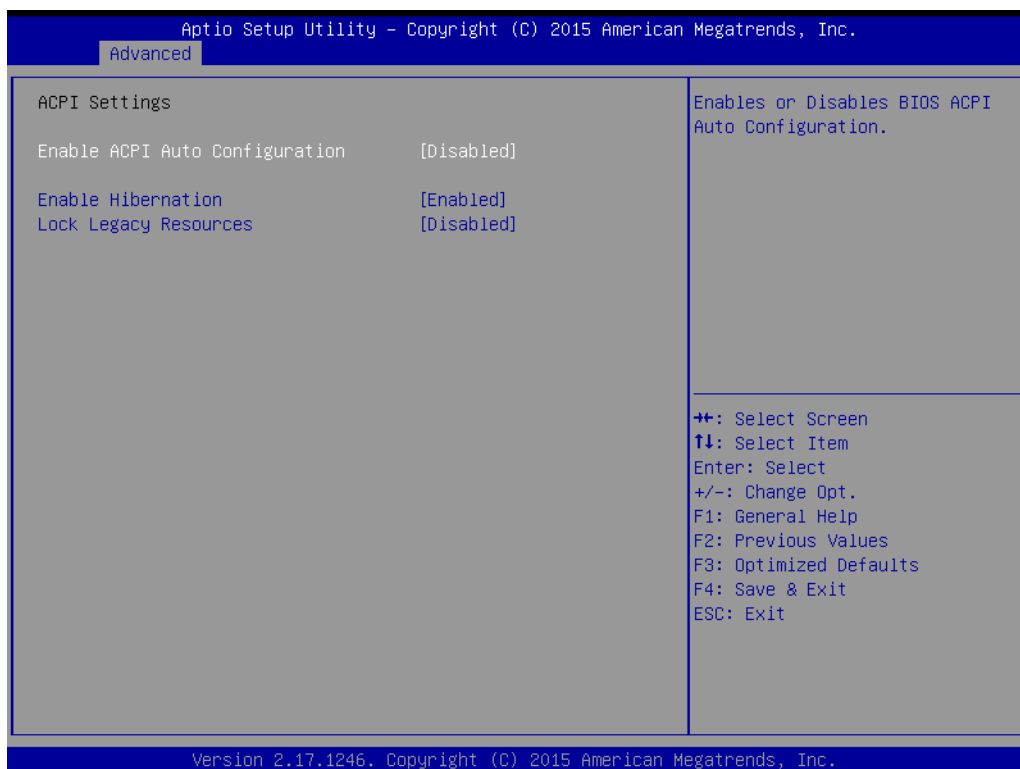 Aptio Setup Utility – Copyright (C) 2015 American Megatrends, Inc.
Advanced
ACPI Settings
Enable ACPI Auto Configuration [Disabled]
Enable Hibernation [Enabled]
Lock Legacy Resources [Disabled]
Enables or Disables BIOS ACPI
Auto Configuration.
→←: Select Screen
↑↓: Select Item
Enter: Select
+/-: Change Opt.
F1: General Help
F2: Previous Values
F3: Optimized Defaults
F4: Save & Exit
ESC: Exit
Version 2.17.1246. Copyright (C) 2015 American Megatrends, Inc.